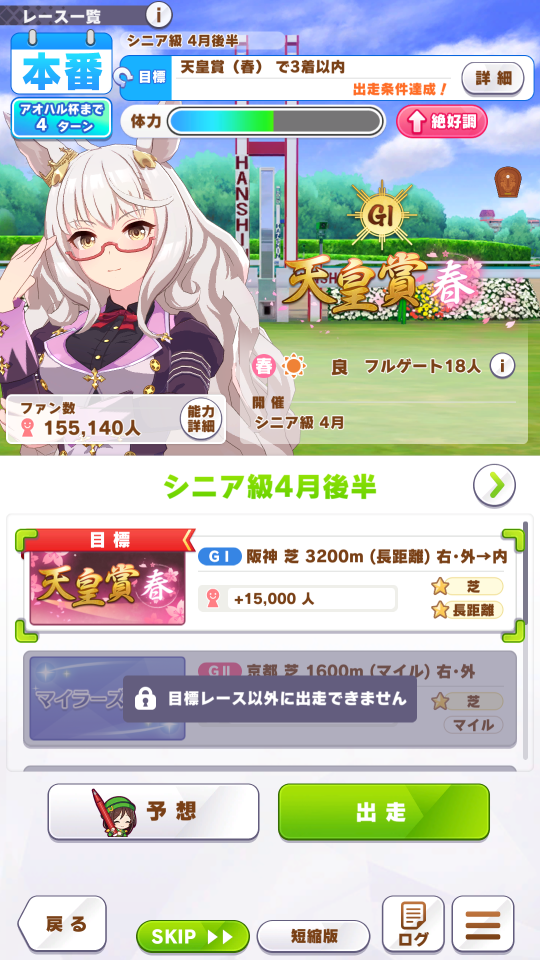 レース一覧
i
シニア級 4月後半
本番
目標
天皇賞（春）で3着以内
出走条件達成！
詳細
アオハル杯まで
4 ターン
体力
絶好調
HANSHI
GI
天皇賞 春
春
良 フルゲート18人
i
開催
シニア級 4月
ファン数
155,140人
能力
詳細
シニア級4月後半
目標
天皇賞 春
GI 阪神 芝 3200m（長距離）右・外→内
+15,000 人
芝
長距離
マイラーズ
GII 京都 芝 1600m（マイル）右・外
目標レース以外に出走できません
芝
マイル
予想
出走
戻る
SKIP
短縮版
ログ